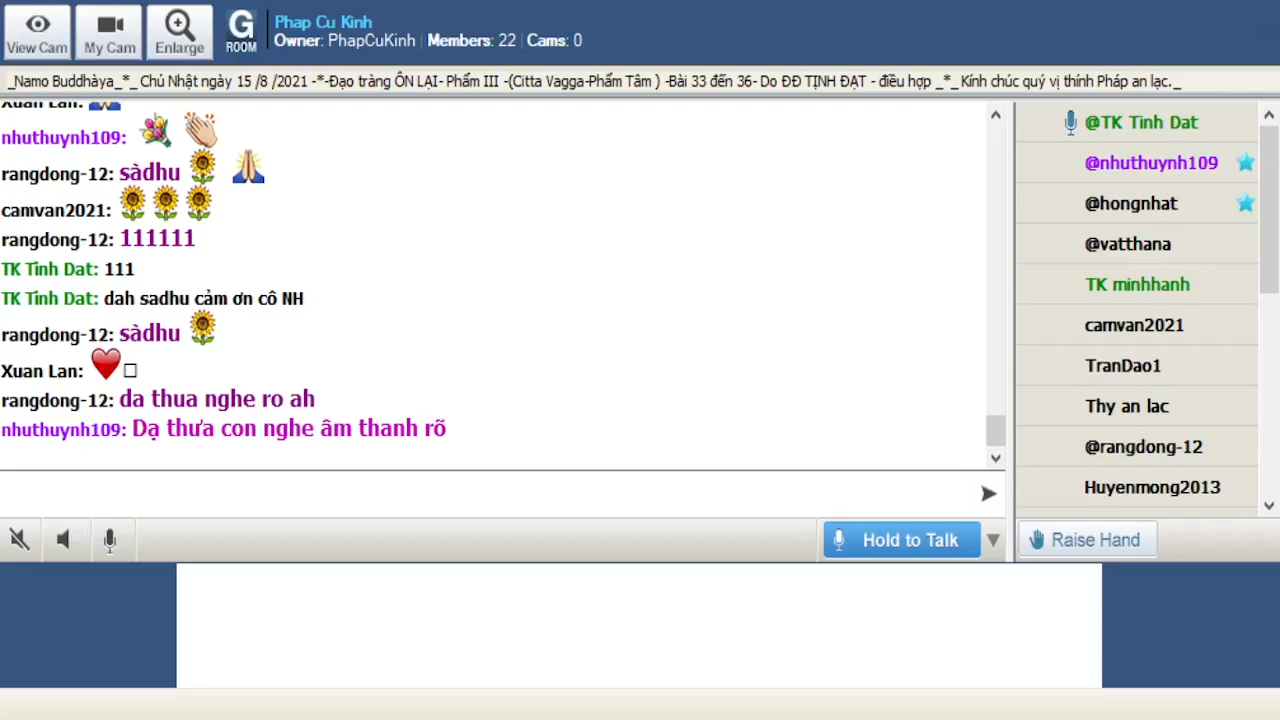 View Cam
My Cam
Enlarge
G
ROOM
Phap Cu Kinh
Owner: PhapCuKinh | Members: 22 | Cams: 0
_Namo Buddhàya_*_ Chủ Nhật ngày 15 /8 /2021 -*-Đạo tràng ÔN LẠI- Phẩm III -(Citta Vagga-Phẩm Tâm ) -Bài 33 đến 36- Do ĐĐ TỊNH ĐẠT - điều hợp _*_ Kính chúc quý vị thính Pháp an lạc._
Xuan Lan:
nhuthuynh109:
rangdong-12: sàdhu
camvan2021:
rangdong-12: 111111
TK Tinh Dat: 111
TK Tinh Dat: dah sadhu cảm ơn cô NH
rangdong-12: sàdhu
Xuan Lan:
rangdong-12: da thua nghe ro ah
nhuthuynh109: Dạ thưa con nghe âm thanh rõ
@TK Tinh Dat
@nhuthuynh109
@hongnhat
@vatthana
TK minhhanh
camvan2021
TranDao1
Thy an lac
@rangdong-12
Huyenmong2013
Hold to Talk
Raise Hand